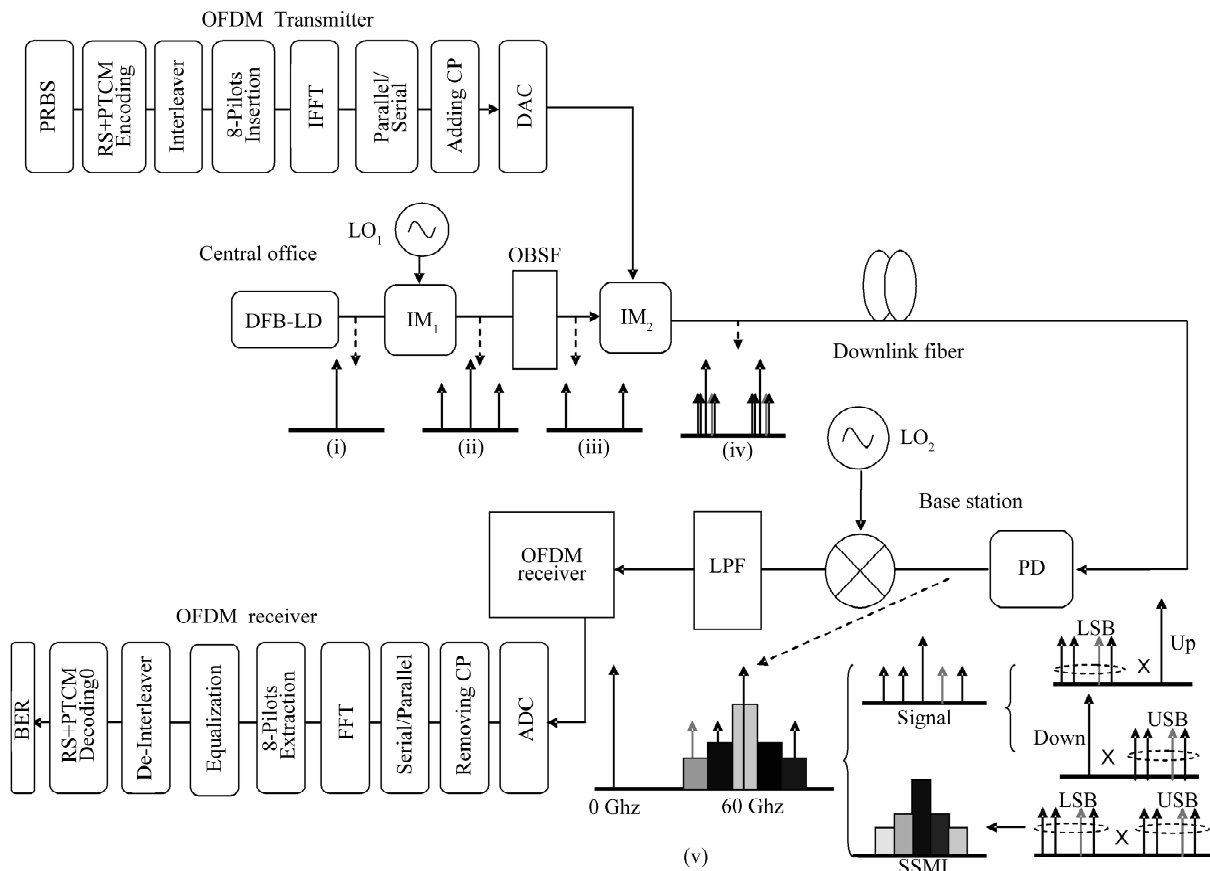 OFDM Transmitter
PRBS
RS+PTCM
Encoding
Interleaver
8-Pilots
Insertion
IFFT
Parallel/
Serial
Adding CP
DAC
LO1
Central office
OBSF
DFB-LD
IM1
IM2
Downlink fiber
(i)
(ii)
(iii)
(iv)
LO2
Base station
OFDM
receiver
LPF
PD
OFDM receiver
BER
RS+PTCM
Decoding0
De-Interleaver
Equalization
8-Pilots
Extraction
FFT
Serial/Parallel
Removing CP
ADC
LSB
X
Up
Signal
Down
X
USB
0 Ghz
60 Ghz
LSB
X
USB
SSMI
(v)